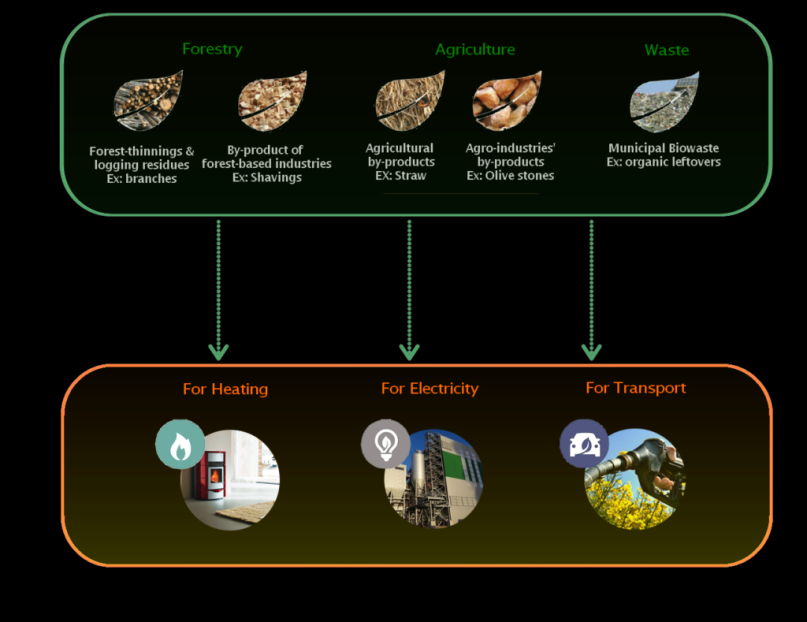 Forestry
Agriculture
Waste
Forest-thinnings &
logging residues
Ex: branches
By-product of
forest-based industries
Ex: Shavings
Agricultural
by-products
EX: Straw
Agro-industries'
by-products
Ex: Olive stones
Municipal Biowaste
Ex: organic leftovers
For Heating
For Electricity
For Transport